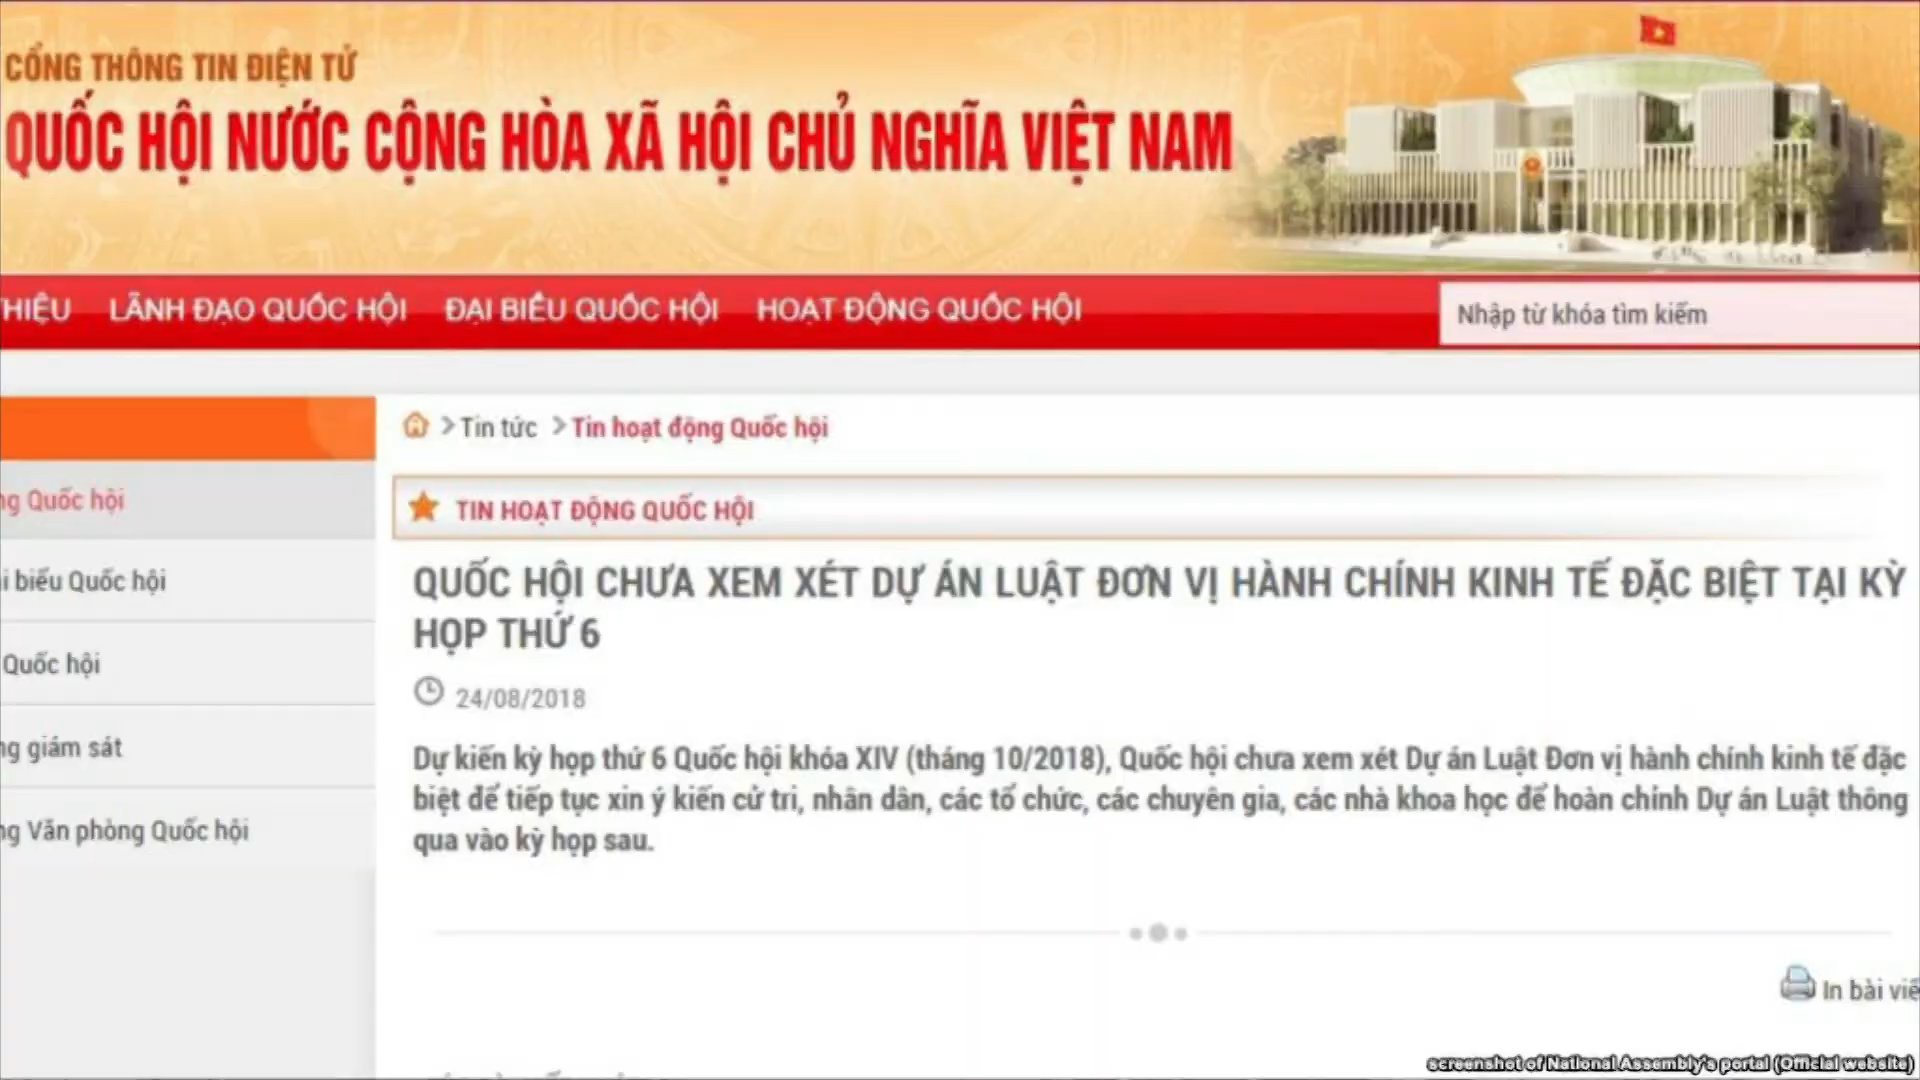 CỔNG THÔNG TIN ĐIỆN TỬ
QUỐC HỘI NƯỚC CỘNG HÒA XÃ HỘI CHỦ NGHĨA VIỆT NAM
THIỆU LÃNH ĐẠO QUỐC HỘI ĐẠI BIỂU QUỐC HỘI HOẠT ĐỘNG QUỐC HỘI
Nhập từ khóa tìm kiếm
> Tin tức > Tin hoạt động Quốc hội
ng Quốc hội
i biểu Quốc hội
Quốc hội
ng giám sát
ng Văn phòng Quốc hội
TIN HOẠT ĐỘNG QUỐC HỘI
QUỐC HỘI CHƯA XEM XÉT DỰ ÁN LUẬT ĐƠN VỊ HÀNH CHÍNH KINH TẾ ĐẶC BIỆT TẠI KỲ
HỌP THỨ 6
24/08/2018
Dự kiến kỳ họp thứ 6 Quốc hội khóa XIV (tháng 10/2018), Quốc hội chưa xem xét Dự án Luật Đơn vị hành chính kinh tế đặc
biệt để tiếp tục xin ý kiến cử tri, nhân dân, các tổ chức, các chuyên gia, các nhà khoa học để hoàn chỉnh Dự án Luật thông
qua vào kỳ họp sau.
In bài viế
screenshot of National Assembly's portal (Official website)